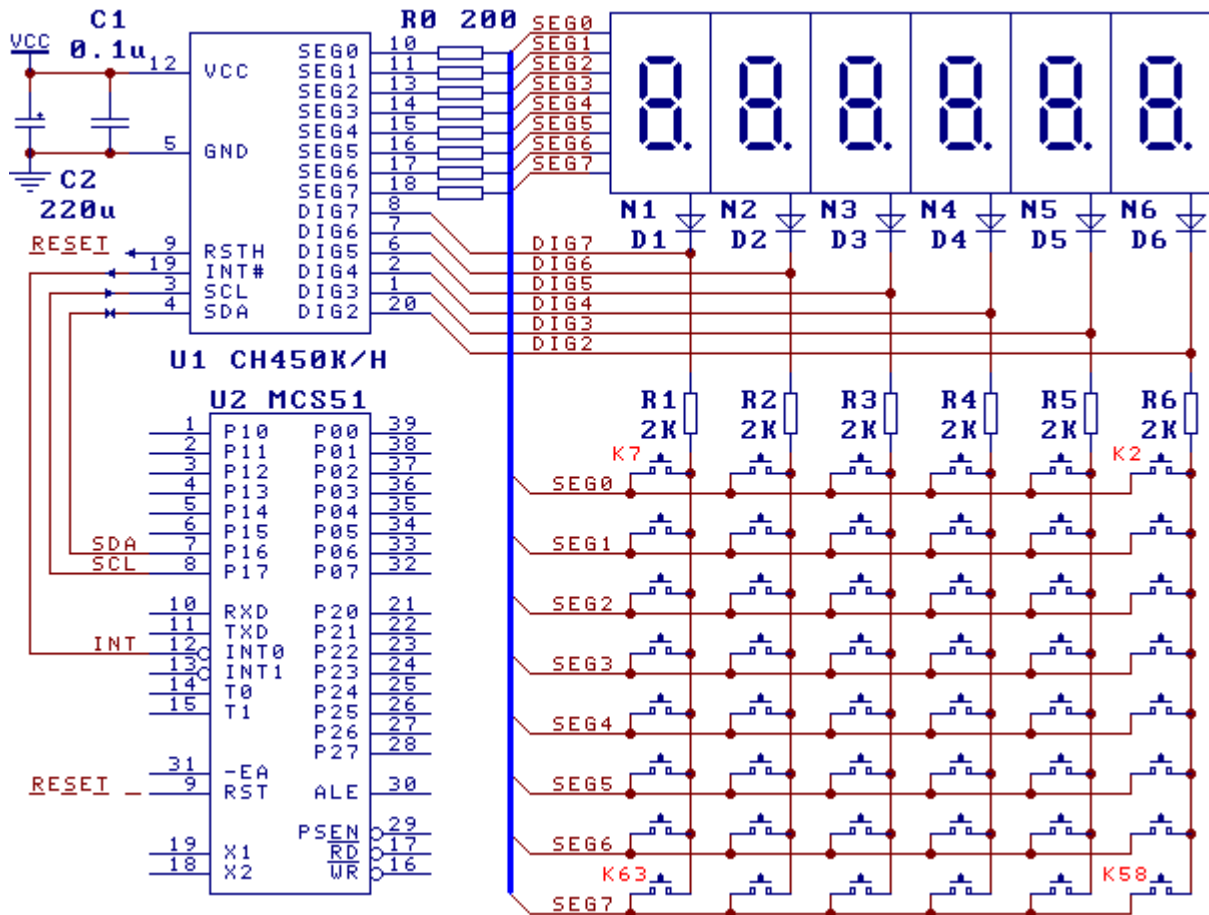 C1
0.1u
VCC
C2
220u
R0 200
12 VCC
5 GND
SEG0 10
SEG1 11
SEG2 13
SEG3 14
SEG4 15
SEG5 16
SEG6 17
SEG7 18
DIG7 8
DIG6 7
DIG5 6
DIG4 2
DIG3 1
DIG2 20
RESET 9 RSTH
19 INT#
3 SCL
4 SDA
U1 CH450K/H
SEG0
SEG1
SEG2
SEG3
SEG4
SEG5
SEG6
SEG7
8. 8. 8. 8. 8. 8.
N1 N2 N3 N4 N5 N6
D1 D2 D3 D4 D5 D6
DIG7
DIG6
DIG5
DIG4
DIG3
DIG2
U2 MCS51
1 P10 P00 39
2 P11 P01 38
3 P12 P02 37
4 P13 P03 36
5 P14 P04 35
6 P15 P05 34
SDA 7 P16 P06 33
SCL 8 P17 P07 32
10 RXD P20 21
11 TXD P21 22
INT 12 INT0 P22 23
13 INT1 P23 24
14 T0 P24 25
15 T1 P25 26
P26 27
P27 28
31 -EA
RESET 9 RST ALE 30
PSEN 29
19 X1 RD 17
18 X2 WR 16
R1 R2 R3 R4 R5 R6
2K 2K 2K 2K 2K 2K
K7 K2
SEG0
SEG1
SEG2
SEG3
SEG4
SEG5
SEG6
K63 K58
SEG7